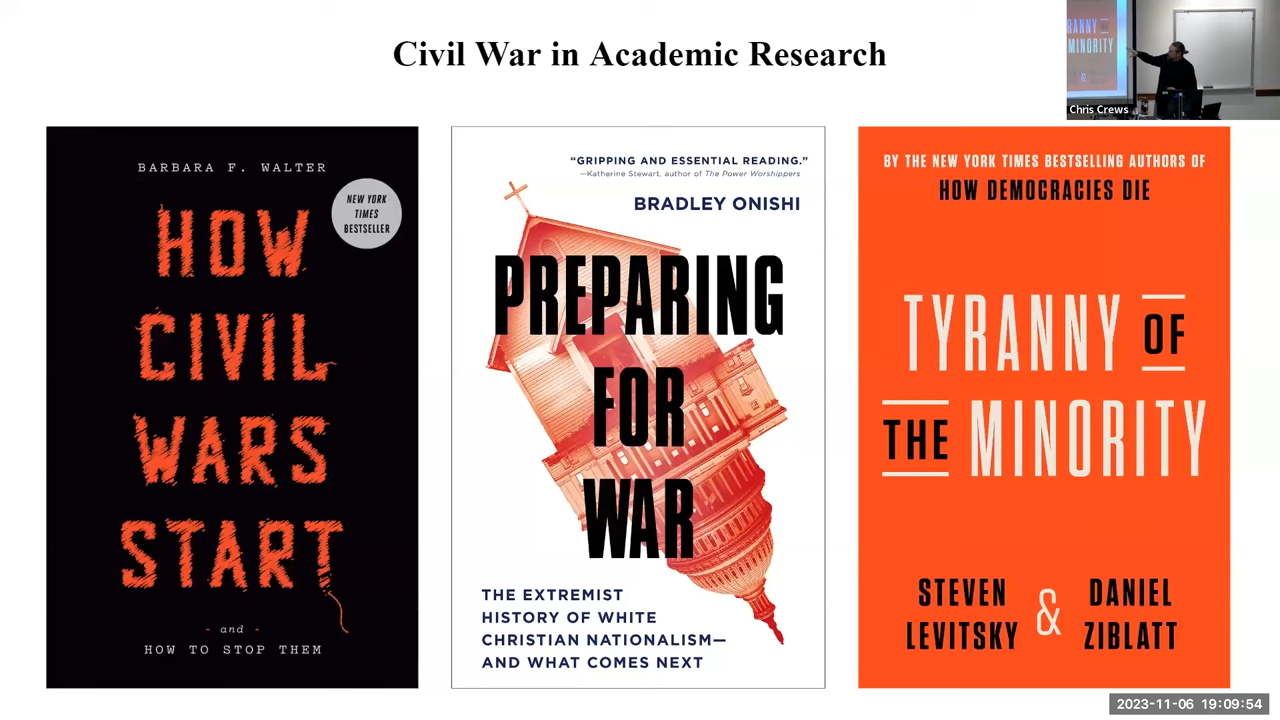 Civil War in Academic Research
TYRANNY OF
MINORITY
&
Chris Crews
BARBARA F. WALTER
NEW YORK
TIMES
BESTSELLER
HOW
CIVIL
WARS
START
- and -
HOW TO STOP THEM
“GRIPPING AND ESSENTIAL READING.”
—Katherine Stewart, author of The Power Worshippers
BRADLEY ONISHI
PREPARING
FOR
WAR
THE EXTREMIST
HISTORY OF WHITE
CHRISTIAN NATIONALISM—
AND WHAT COMES NEXT
BY THE NEW YORK TIMES BESTSELLING AUTHORS OF
HOW DEMOCRACIES DIE
TYRANNY OF
THE MINORITY
STEVEN
LEVITSKY
&
DANIEL
ZIBLATT
2023-11-06 19:09:54